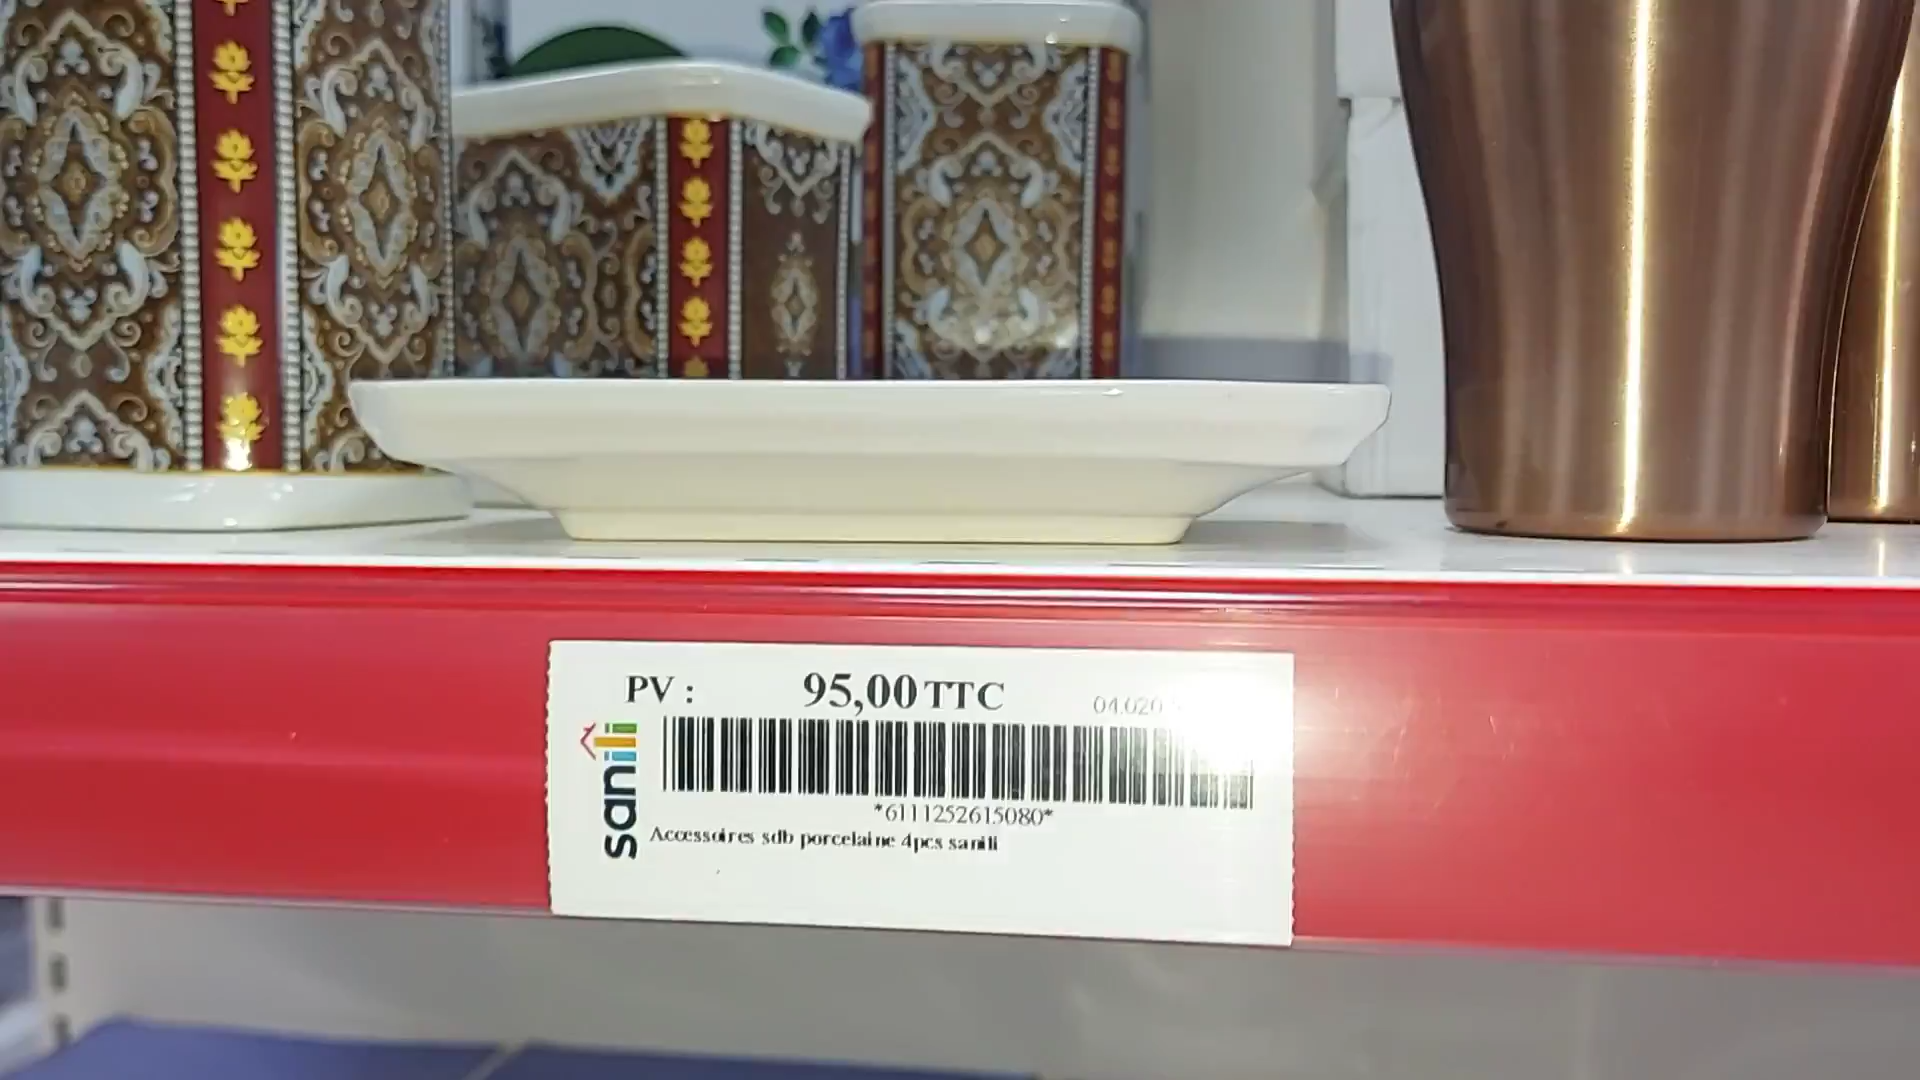 PV : 95,00 TTC
sanili
*6111252615080*
Accessoires sdb porcelaine 4pcs sanili